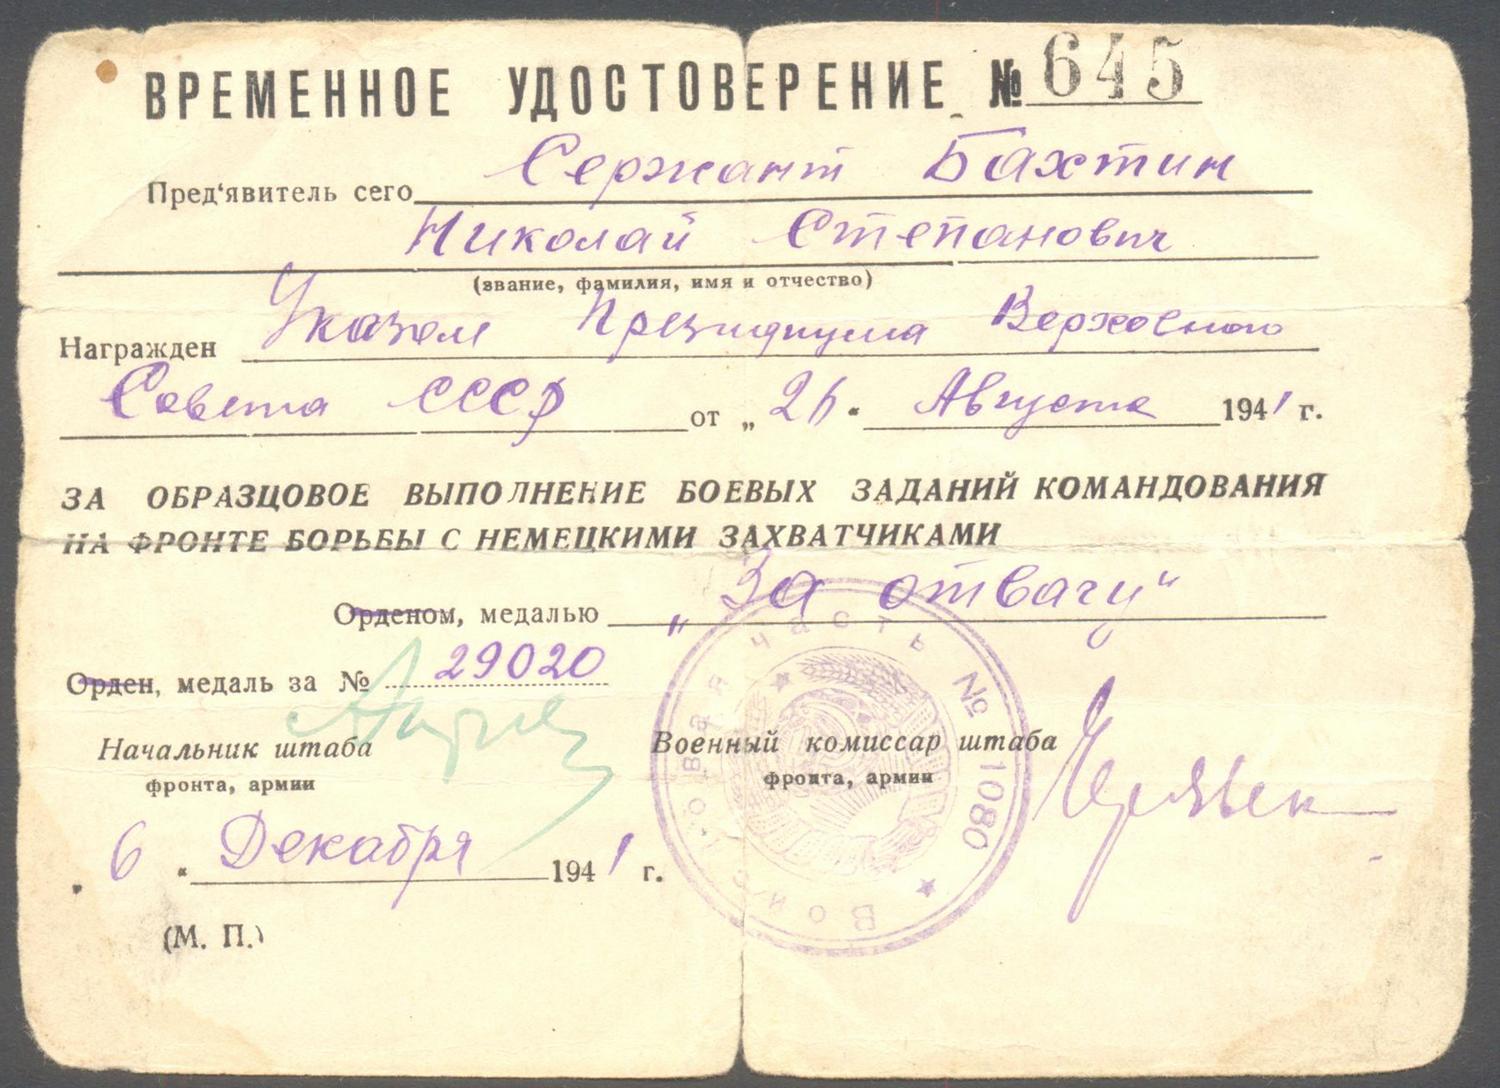 ВРЕМЕННОЕ УДОСТОВЕРЕНИЕ № 645
Пред'явитель сего Сержант Бахтин
Николай Степанович
(звание, фамилия, имя и отчество)
Награжден Указом Президиума Верховного
Совета СССР от „26" Августа 1941 г.
ЗА ОБРАЗЦОВОЕ ВЫПОЛНЕНИЕ БОЕВЫХ ЗАДАНИЙ КОМАНДОВАНИЯ
НА ФРОНТЕ БОРЬБЫ С НЕМЕЦКИМИ ЗАХВАТЧИКАМИ
Орденом, медалью „За отвагу"
Орден, медаль за № 29020
Начальник штаба
фронта, армии
Военный комиссар штаба
фронта, армии
Войсковая часть № 1080
„6" Декабря 1941 г.
(М. П.)